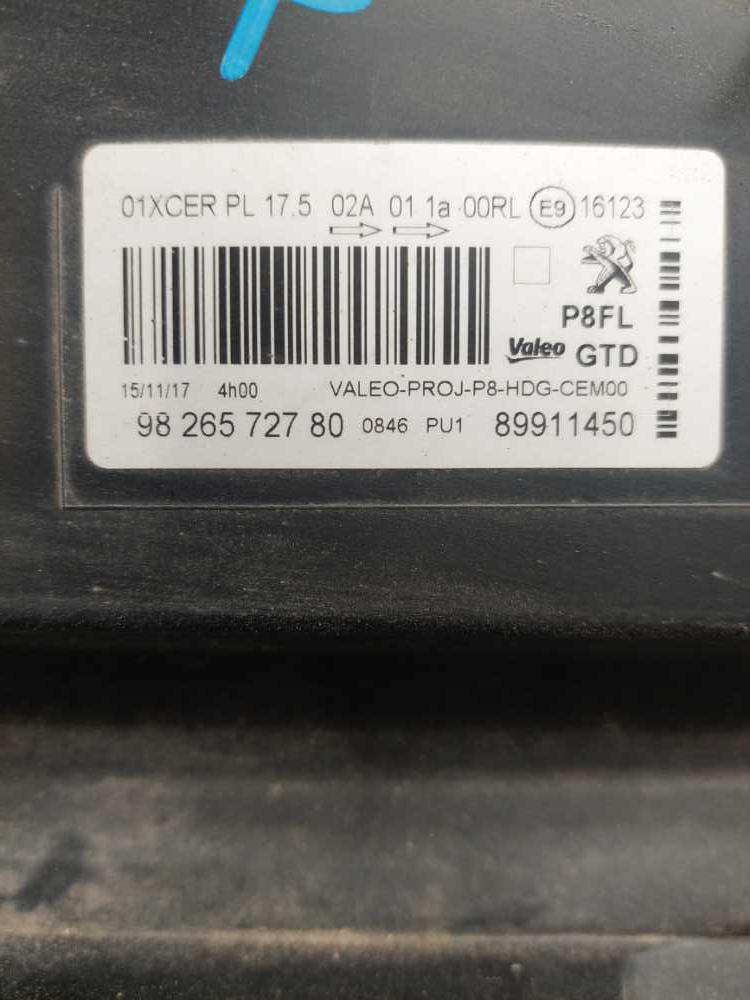 01XCER PL 17.5 02A 01 1a 00RL E9 16123
P8FL
Valeo GTD
15/11/17 4h00 VALEO-PROJ-P8-HDG-CEM00
98 265 727 80 0846 PU1 89911450